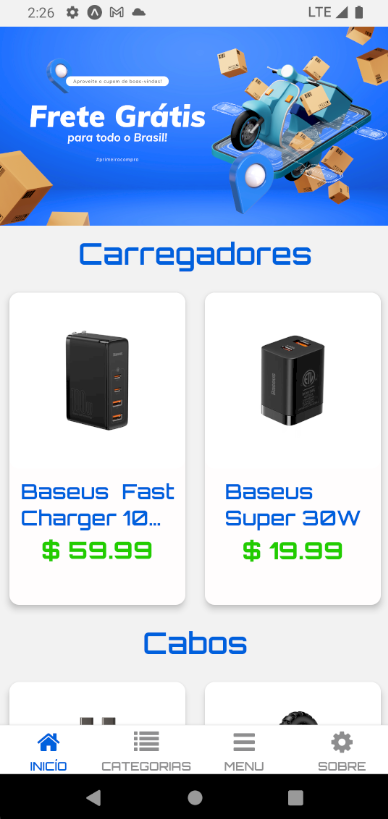 2:26
LTE
Aproveite o cupom de boas-vindas!
Frete Grátis
para todo o Brasil!
#primeiracompra
Carregadores
Baseus Fast
Charger 10...
$ 59.99
Baseus
Super 30W
$ 19.99
Cabos
INICÍO
CATEGORIAS
MENU
SOBRE